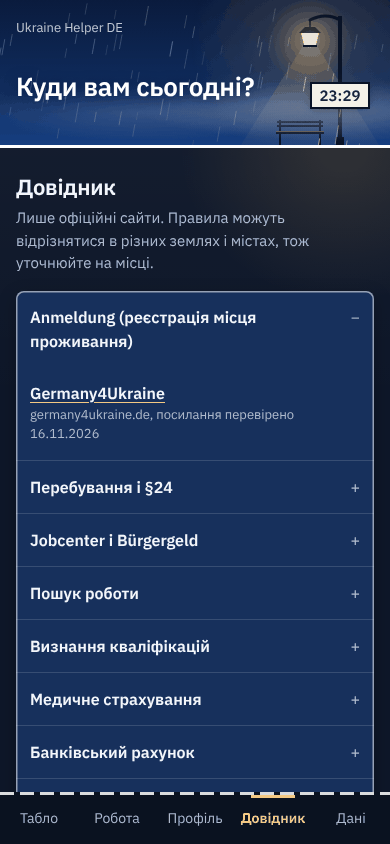 Ukraine Helper DE
Куди вам сьогодні?
23:29
Довідник
Лише офіційні сайти. Правила можуть
відрізнятися в різних землях і містах, тож
уточнюйте на місці.
Anmeldung (реєстрація місця
проживання)
−
Germany4Ukraine
germany4ukraine.de, посилання перевірено
16.11.2026
Перебування і §24
+
Jobcenter і Bürgergeld
+
Пошук роботи
+
Визнання кваліфікацій
+
Медичне страхування
+
Банківський рахунок
+
Табло
Робота
Профіль
Довідник
Дані